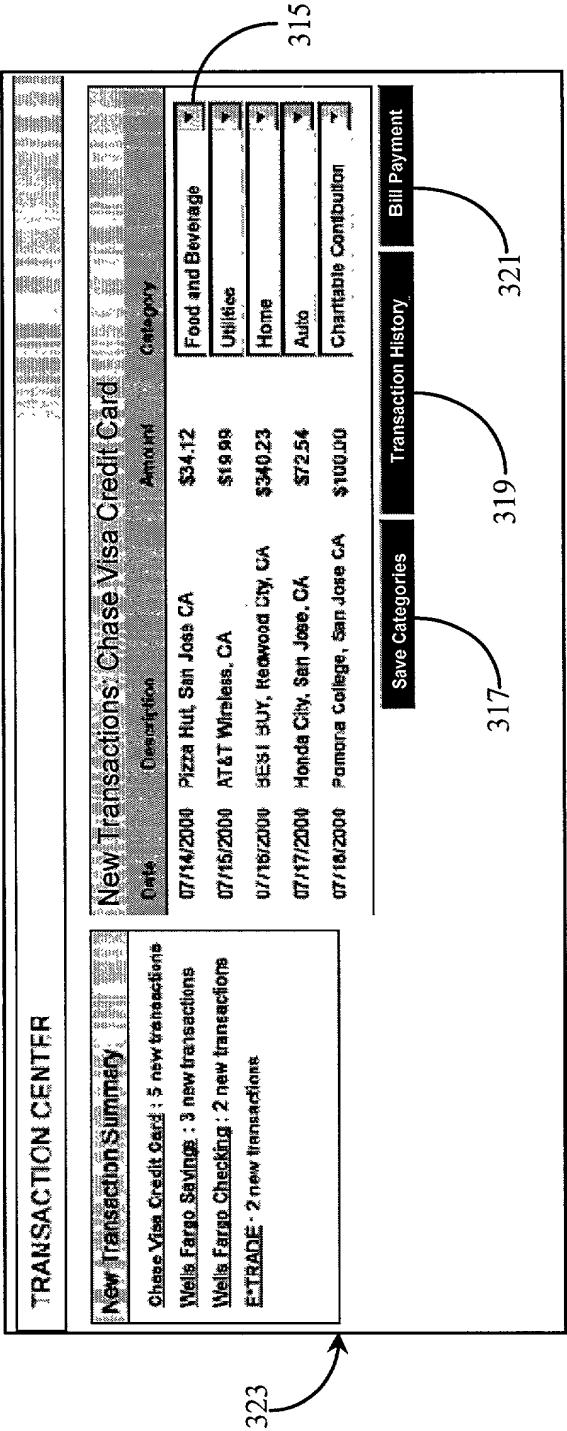 TRANSACTION CENTER
New Transaction Summary
Chase Visa Credit Card : 5 new transactions
Wells Fargo Savings : 3 new transactions
Wells Fargo Checking : 2 new transactions
E*TRADE - 2 new transactions
New Transactions: Chase Visa Credit Card
Date Description Amount Category
07/14/2000 Pizza Hut, San Jose CA $34.12 Food and Beverage
07/15/2000 AT&T Wireless, CA $19.99 Utilities
07/16/2000 BEST BUY, Redwood City, CA $340.23 Home
07/17/2000 Honda City, San Jose, CA $72.54 Auto
07/18/2000 Pomona College, San Jose CA $100.00 Charitable Contibution
Save Categories Transaction History Bill Payment
315
317
319
321
323